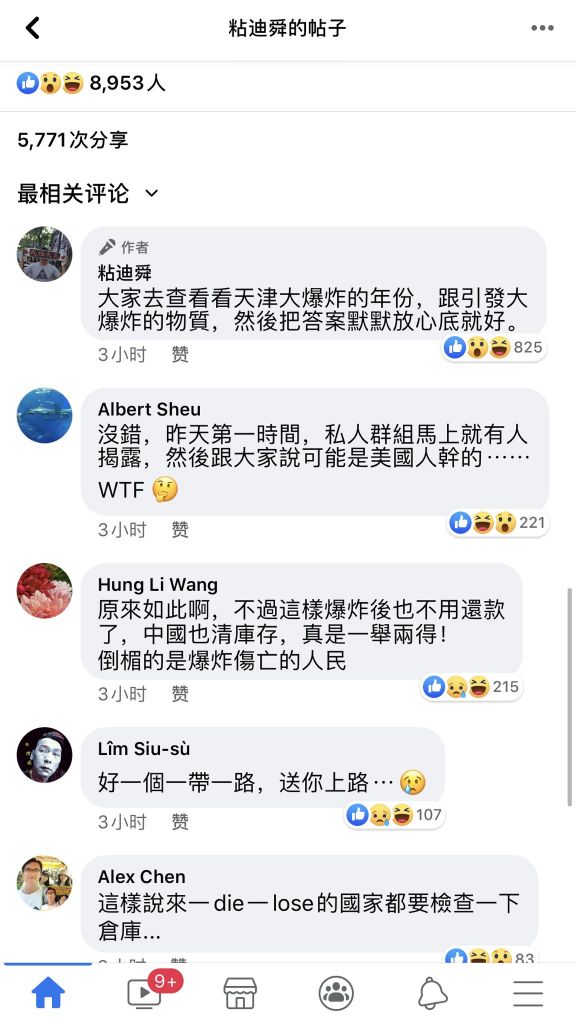 粘迪舜的帖子
8,953人
5,771次分享
最相关评论
作者
粘迪舜
大家去查看看天津大爆炸的年份，跟引發大
爆炸的物質，然後把答案默默放心底就好。
3小时 赞
825
Albert Sheu
沒錯，昨天第一時間，私人群組馬上就有人
揭露，然後跟大家說可能是美國人幹的⋯⋯
WTF 🤔
3小时 赞
221
Hung Li Wang
原來如此啊，不過這樣爆炸後也不用還款
了，中國也清庫存，真是一舉兩得！
倒楣的是爆炸傷亡的人民
3小时 赞
215
Lîm Siu-sù
好一個一帶一路，送你上路⋯😢
3小时 赞
107
Alex Chen
這樣說來一die一lose的國家都要檢查一下
倉庫...
3小时 赞
83
9+